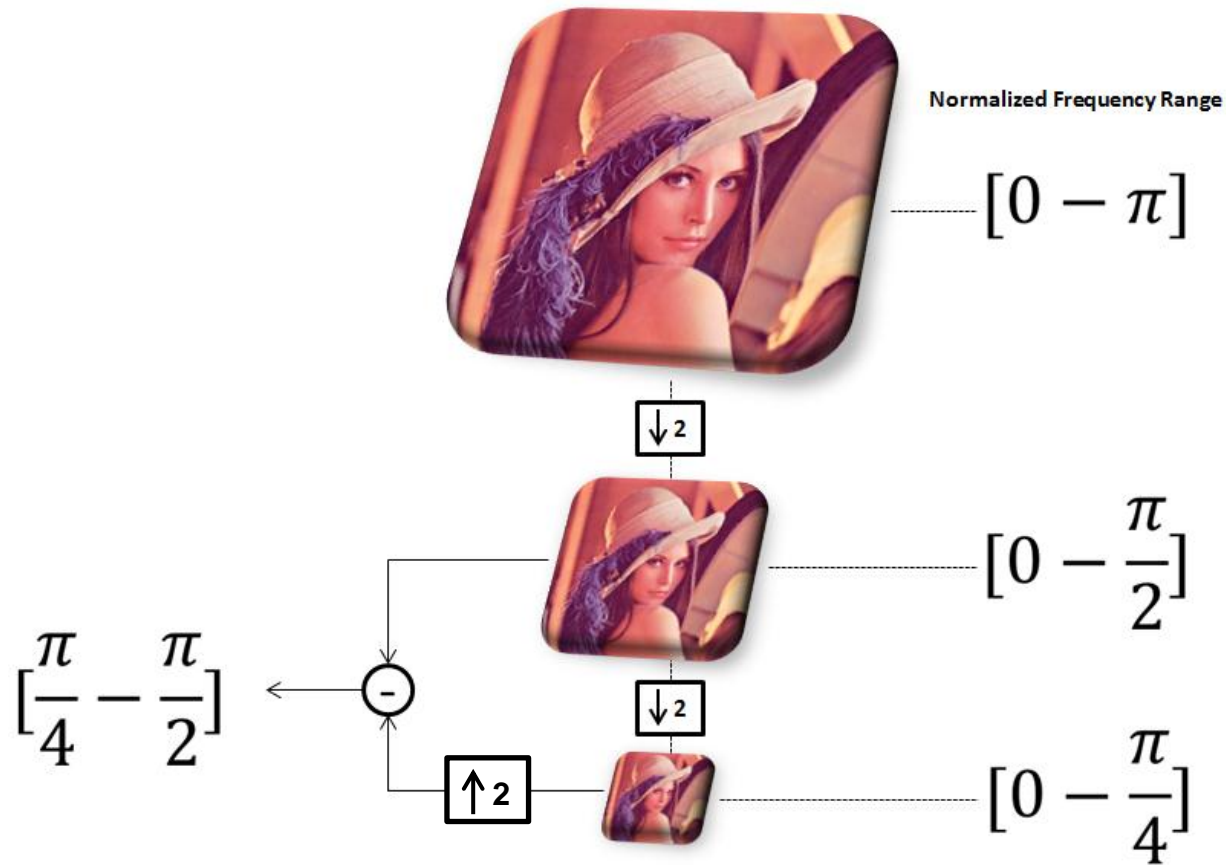 Normalized Frequency Range
[0 − π]
↓ 2
[0 − π/2]
[π/4 − π/2]
-
↓ 2
↑ 2
[0 − π/4]